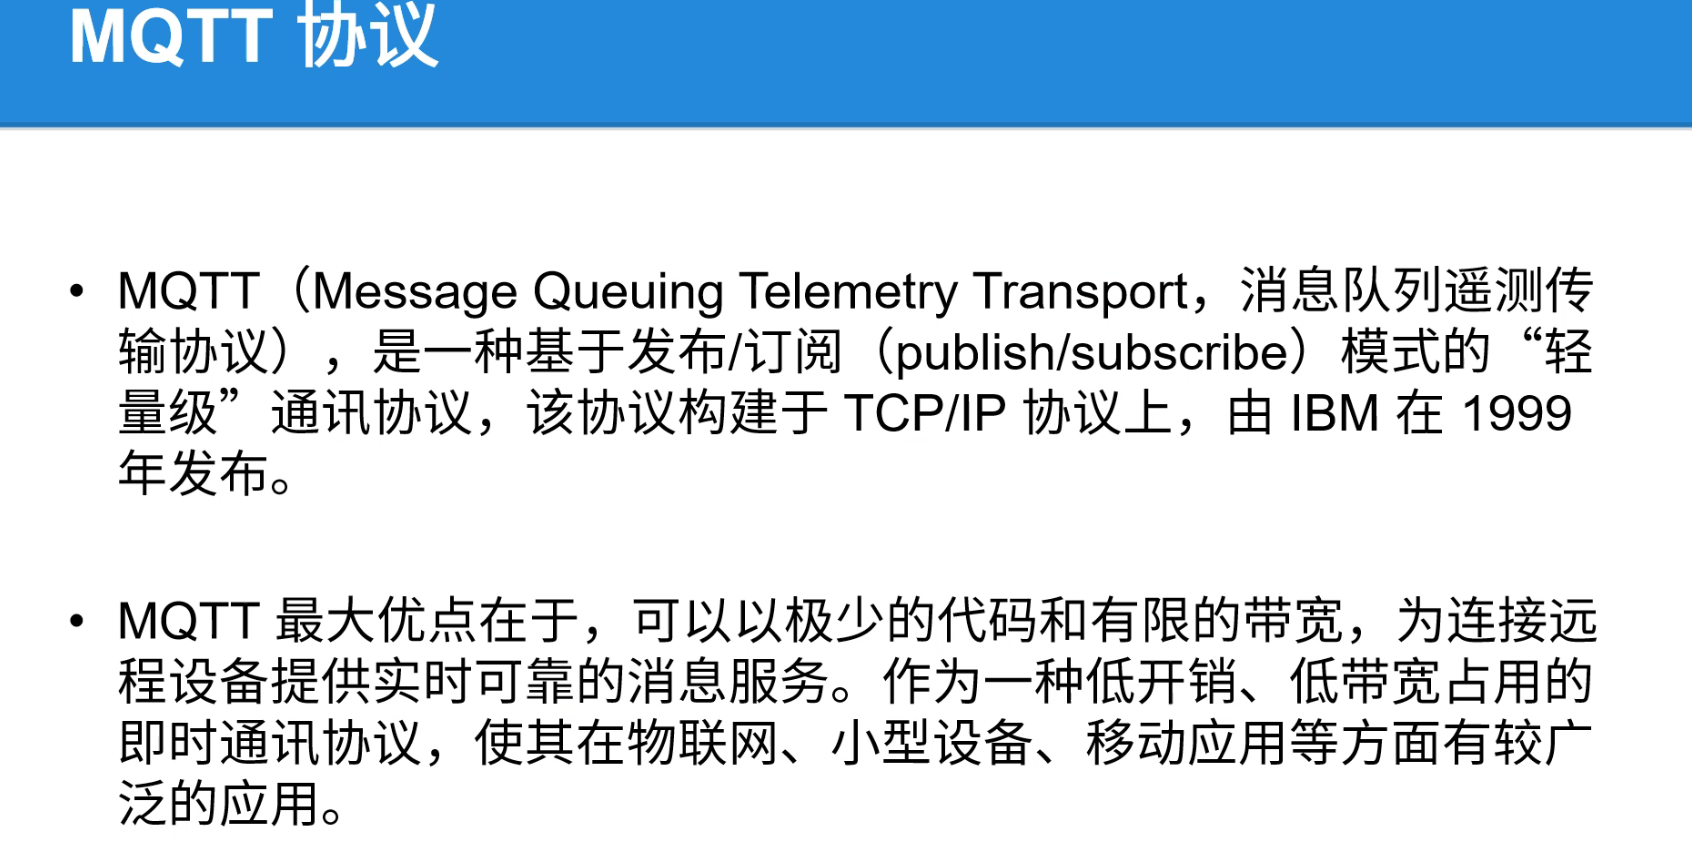 MQTT 协议
• MQTT（Message Queuing Telemetry Transport，消息队列遥测传
输协议），是一种基于发布/订阅（publish/subscribe）模式的“轻
量级”通讯协议，该协议构建于 TCP/IP 协议上，由 IBM 在 1999
年发布。
• MQTT 最大优点在于，可以以极少的代码和有限的带宽，为连接远
程设备提供实时可靠的消息服务。作为一种低开销、低带宽占用的
即时通讯协议，使其在物联网、小型设备、移动应用等方面有较广
泛的应用。